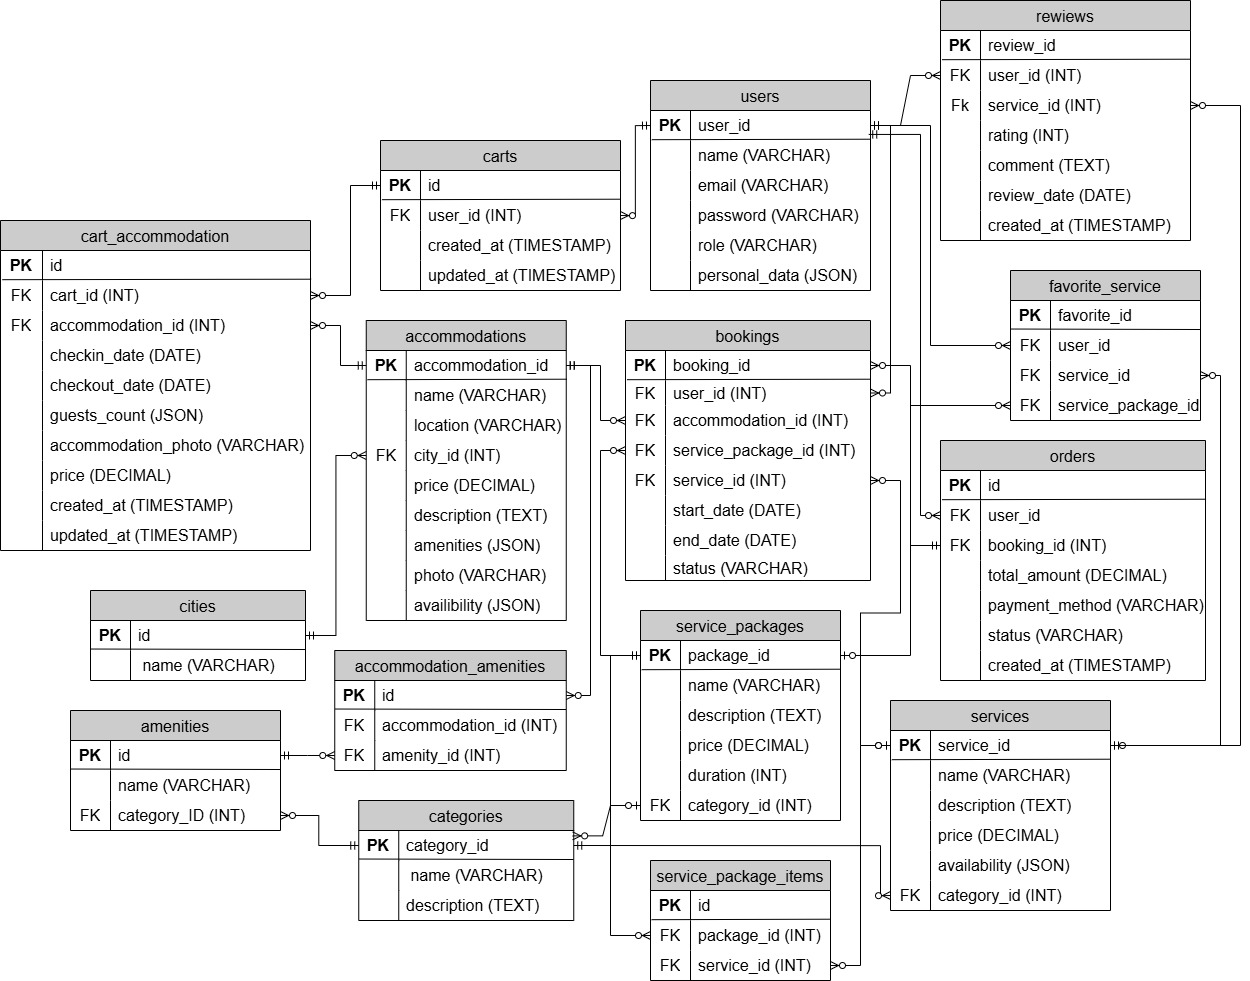 rewiews
PK review_id
FK user_id (INT)
Fk service_id (INT)
rating (INT)
comment (TEXT)
review_date (DATE)
created_at (TIMESTAMP)
users
PK user_id
name (VARCHAR)
email (VARCHAR)
password (VARCHAR)
role (VARCHAR)
personal_data (JSON)
carts
PK id
FK user_id (INT)
created_at (TIMESTAMP)
updated_at (TIMESTAMP)
cart_accommodation
PK id
FK cart_id (INT)
FK accommodation_id (INT)
checkin_date (DATE)
checkout_date (DATE)
guests_count (JSON)
accommodation_photo (VARCHAR)
price (DECIMAL)
created_at (TIMESTAMP)
updated_at (TIMESTAMP)
accommodations
PK accommodation_id
name (VARCHAR)
location (VARCHAR)
FK city_id (INT)
price (DECIMAL)
description (TEXT)
amenities (JSON)
photo (VARCHAR)
availibility (JSON)
bookings
PK booking_id
FK user_id (INT)
FK accommodation_id (INT)
FK service_package_id (INT)
FK service_id (INT)
start_date (DATE)
end_date (DATE)
status (VARCHAR)
favorite_service
PK favorite_id
FK user_id
FK service_id
FK service_package_id
orders
PK id
FK user_id
FK booking_id (INT)
total_amount (DECIMAL)
payment_method (VARCHAR)
status (VARCHAR)
created_at (TIMESTAMP)
cities
PK id
name (VARCHAR)
accommodation_amenities
PK id
FK accommodation_id (INT)
FK amenity_id (INT)
service_packages
PK package_id
name (VARCHAR)
description (TEXT)
price (DECIMAL)
duration (INT)
FK category_id (INT)
amenities
PK id
name (VARCHAR)
FK category_ID (INT)
categories
PK category_id
name (VARCHAR)
description (TEXT)
services
PK service_id
name (VARCHAR)
description (TEXT)
price (DECIMAL)
availability (JSON)
FK category_id (INT)
service_package_items
PK id
FK package_id (INT)
FK service_id (INT)